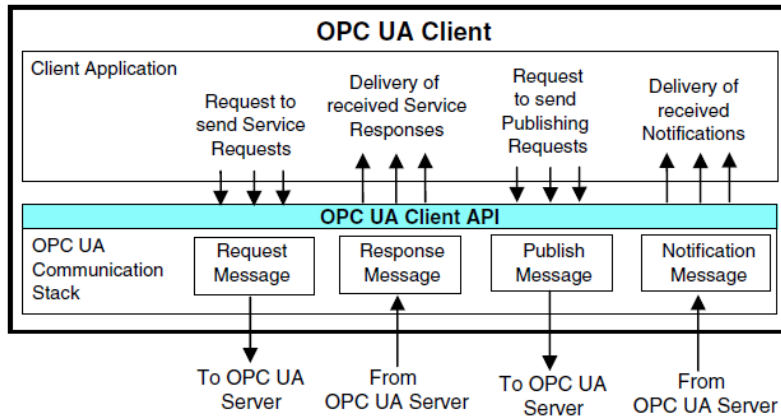 OPC UA Client
Client Application
Request to
send Service
Requests
Delivery of
received Service
Responses
Request
to send
Publishing
Requests
Delivery of
received
Notifications
OPC UA Client API
OPC UA
Communication
Stack
Request
Message
Response
Message
Publish
Message
Notification
Message
To OPC UA
Server
From
OPC UA Server
To OPC UA
Server
From
OPC UA Server